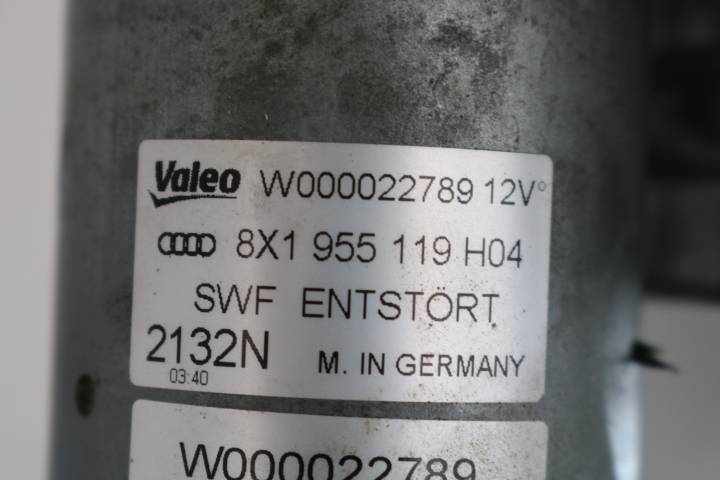 Valeo W000022789 12V°
8X1 955 119 H04
SWF ENTSTÖRT
2132N M. IN GERMANY
03:40
W000022789